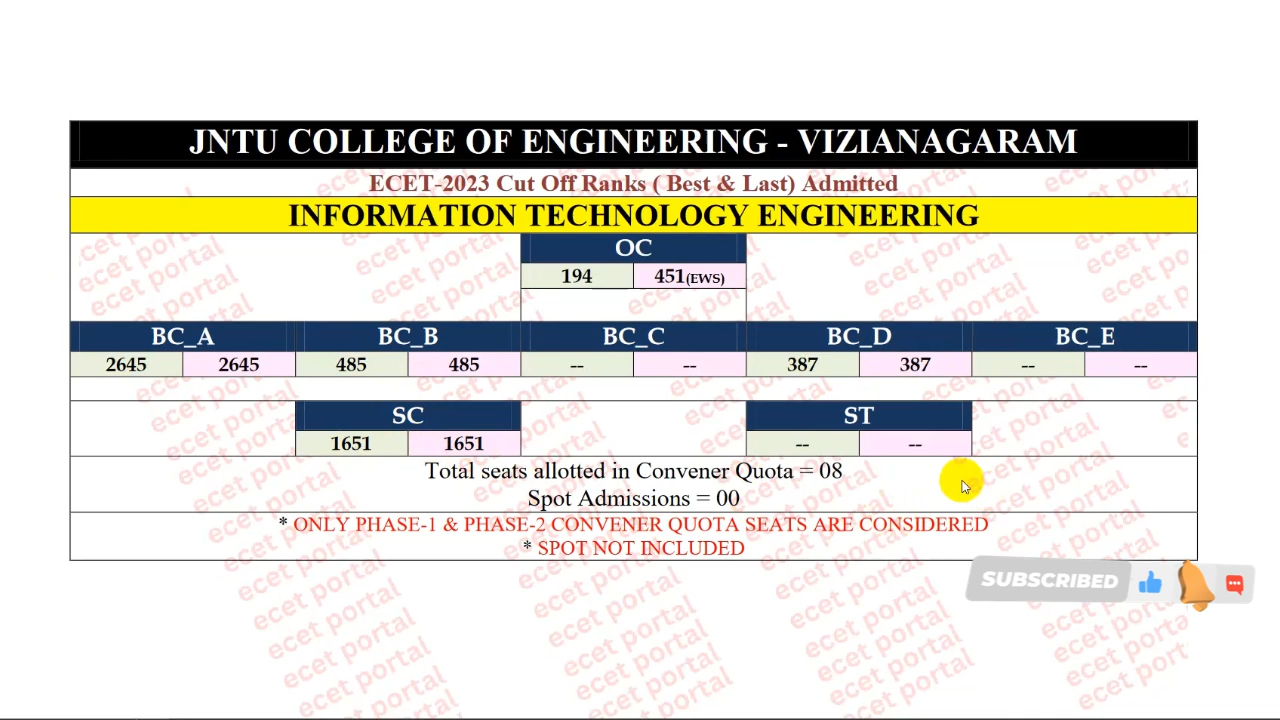 JNTU COLLEGE OF ENGINEERING - VIZIANAGARAM
ECET-2023 Cut Off Ranks ( Best & Last) Admitted
INFORMATION TECHNOLOGY ENGINEERING
OC
194 451(EWS)
BC_A BC_B BC_C BC_D BC_E
2645 2645 485 485 -- -- 387 387 -- --
SC ST
1651 1651 -- --
Total seats allotted in Convener Quota = 08
Spot Admissions = 00
* ONLY PHASE-1 & PHASE-2 CONVENER QUOTA SEATS ARE CONSIDERED
* SPOT NOT INCLUDED
SUBSCRIBED
ecet portal